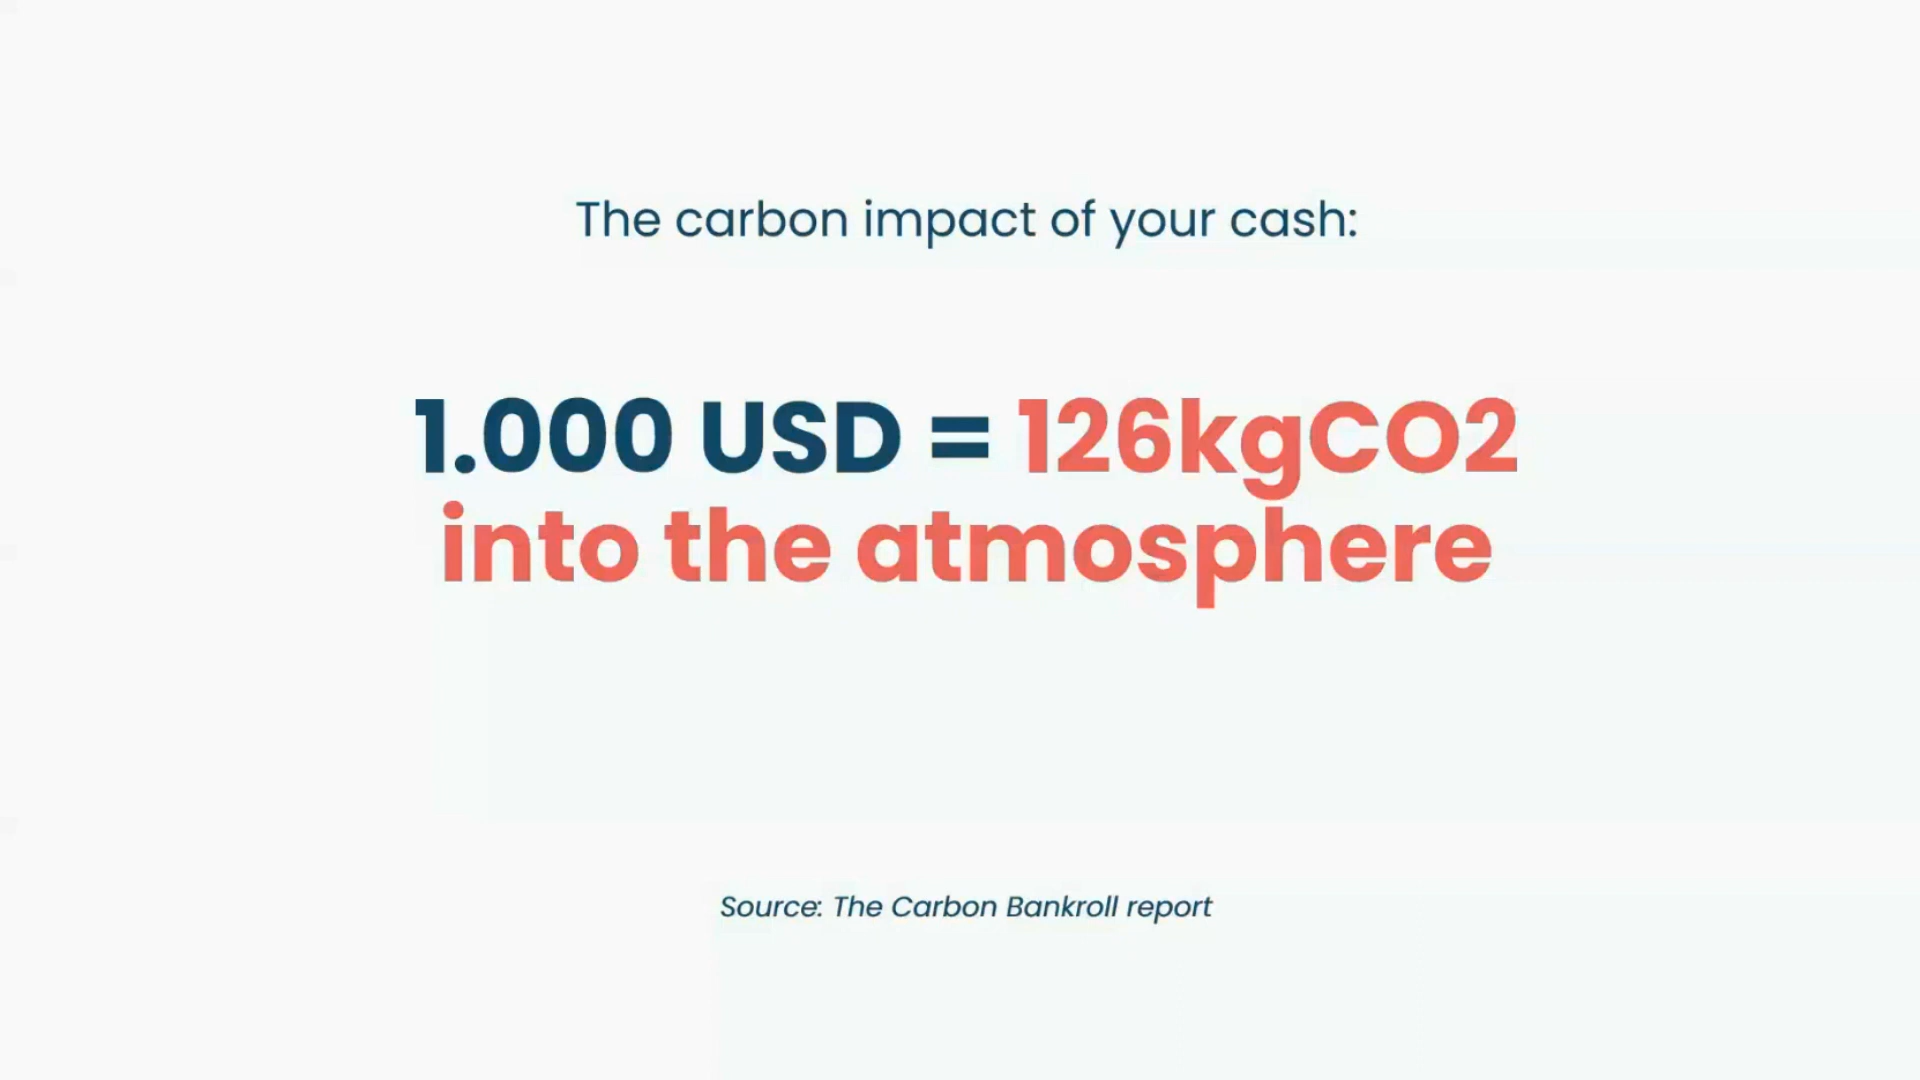 The carbon impact of your cash:
1.000 USD = 126kgCO2
into the atmosphere
Source: The Carbon Bankroll report